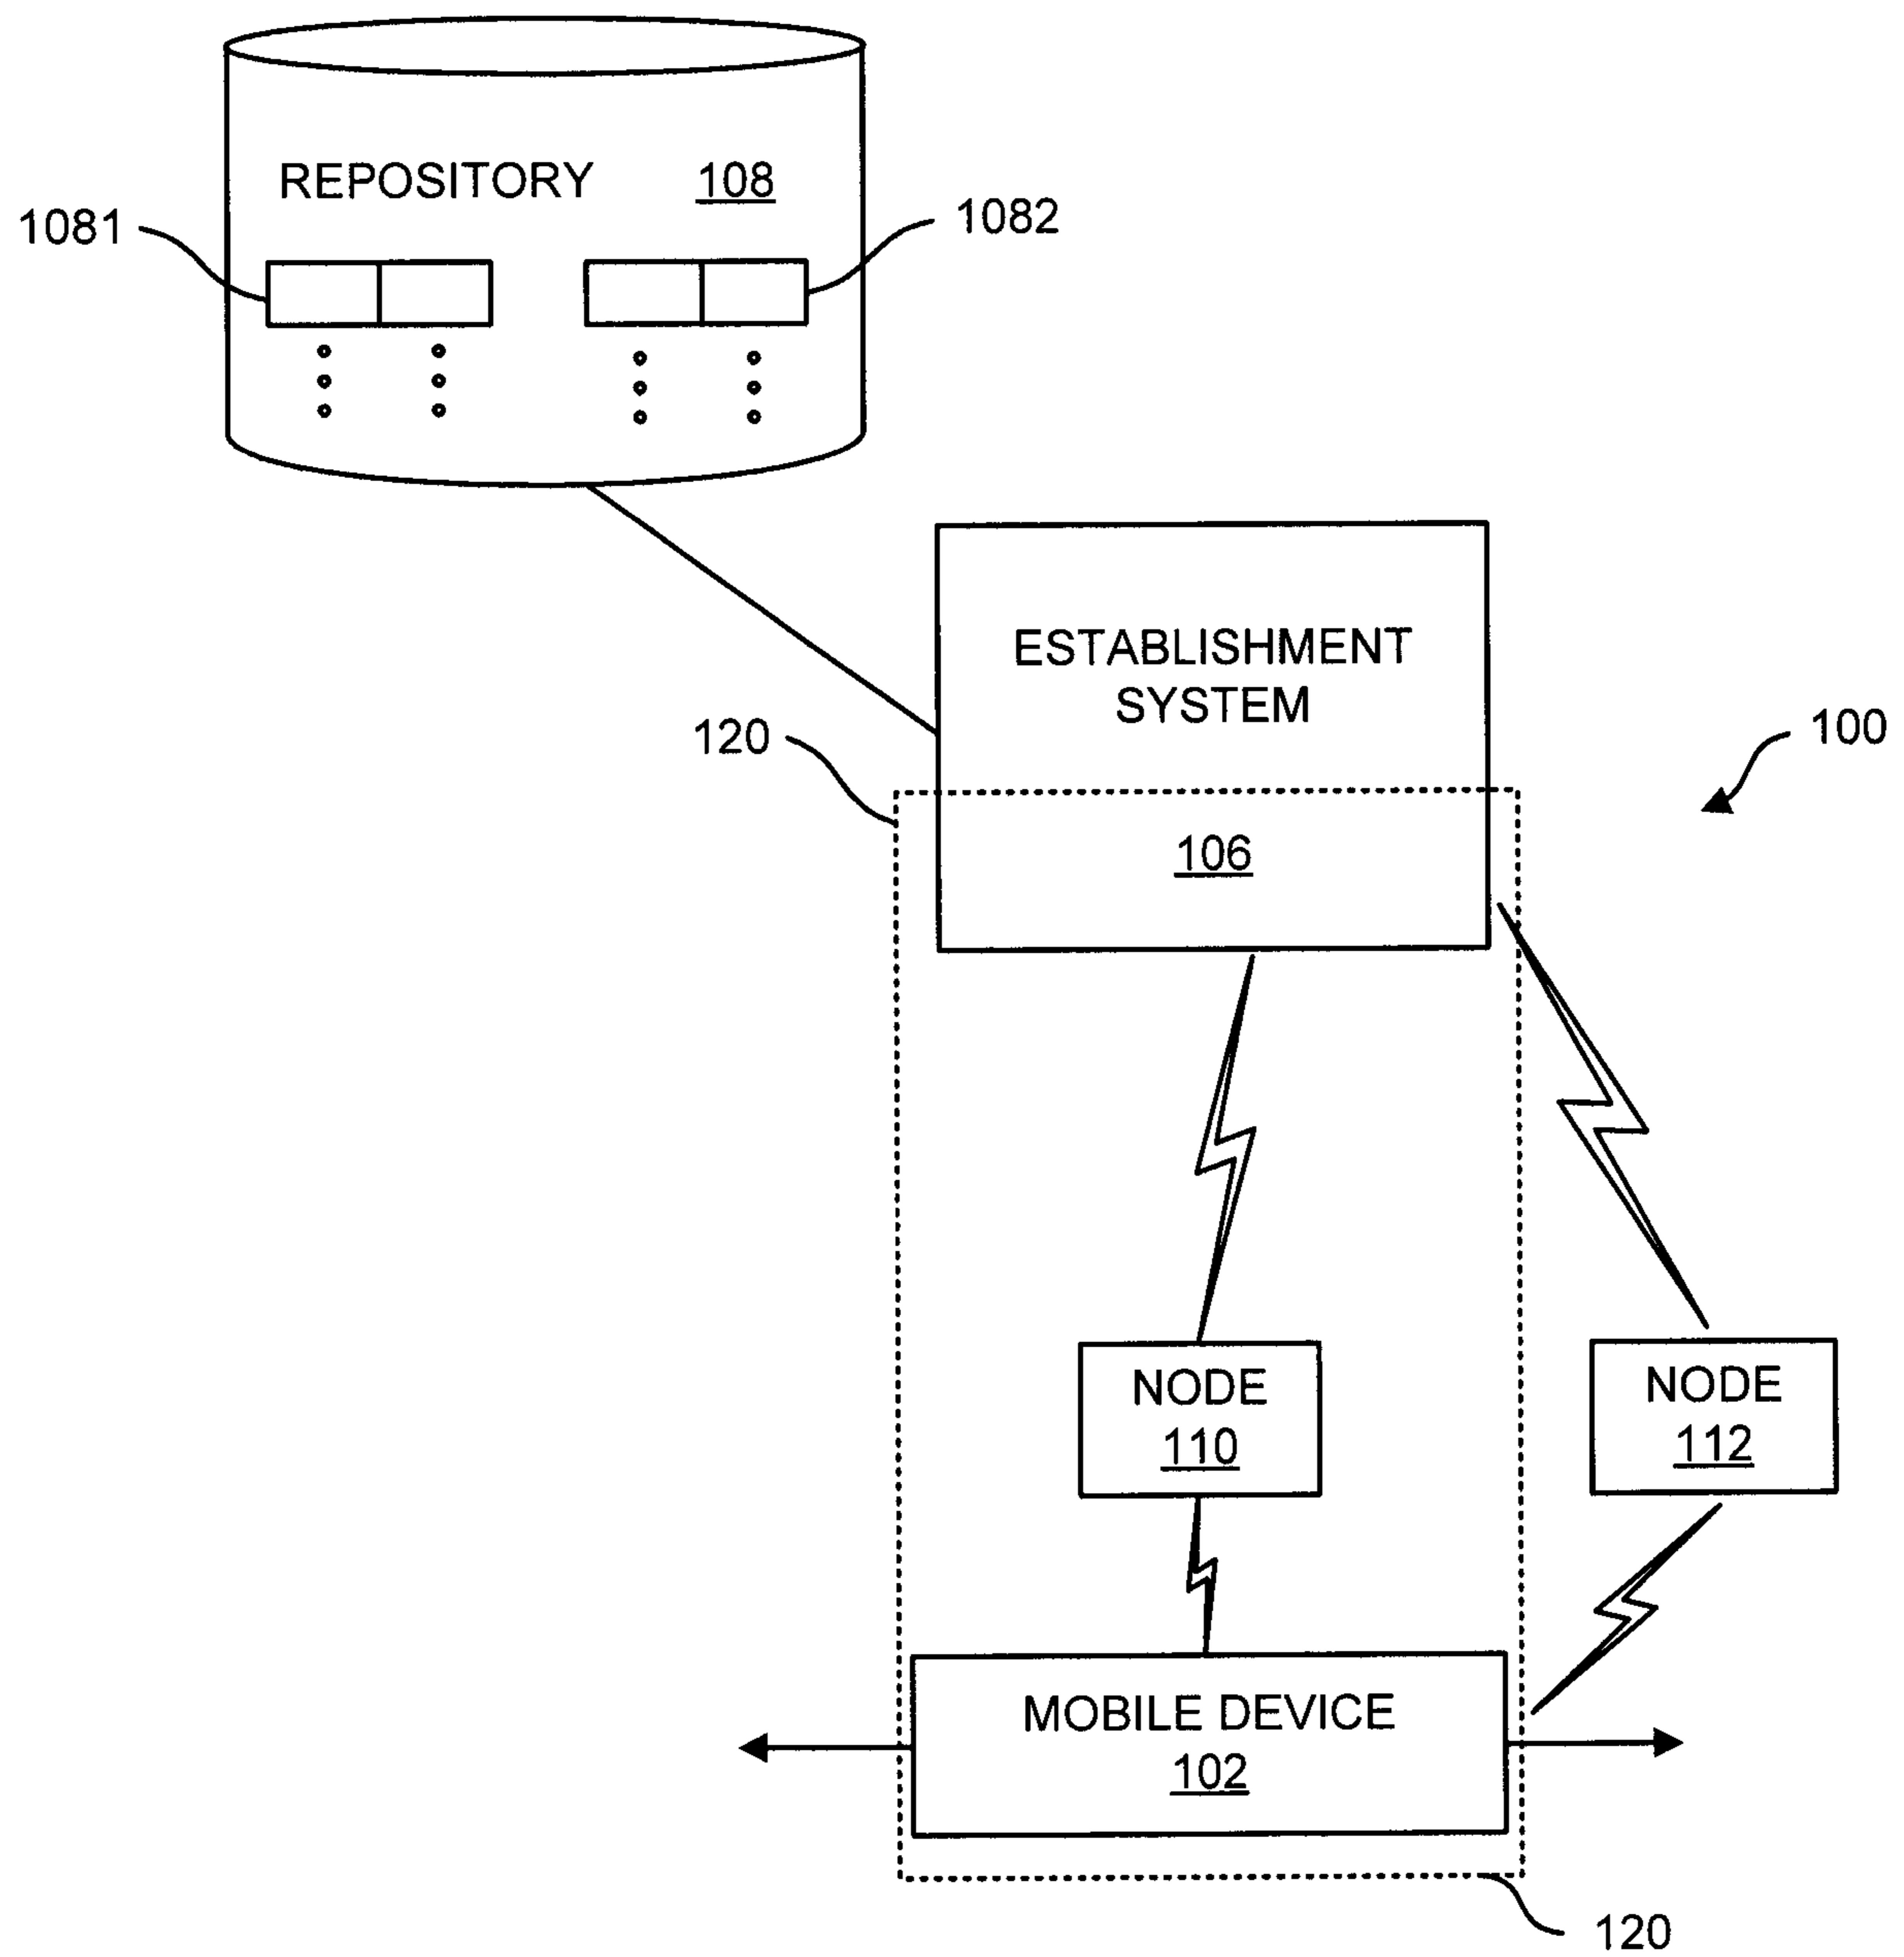 REPOSITORY 108
1081
1082
ESTABLISHMENT
SYSTEM
120
100
106
NODE
110
NODE
112
MOBILE DEVICE
102
120